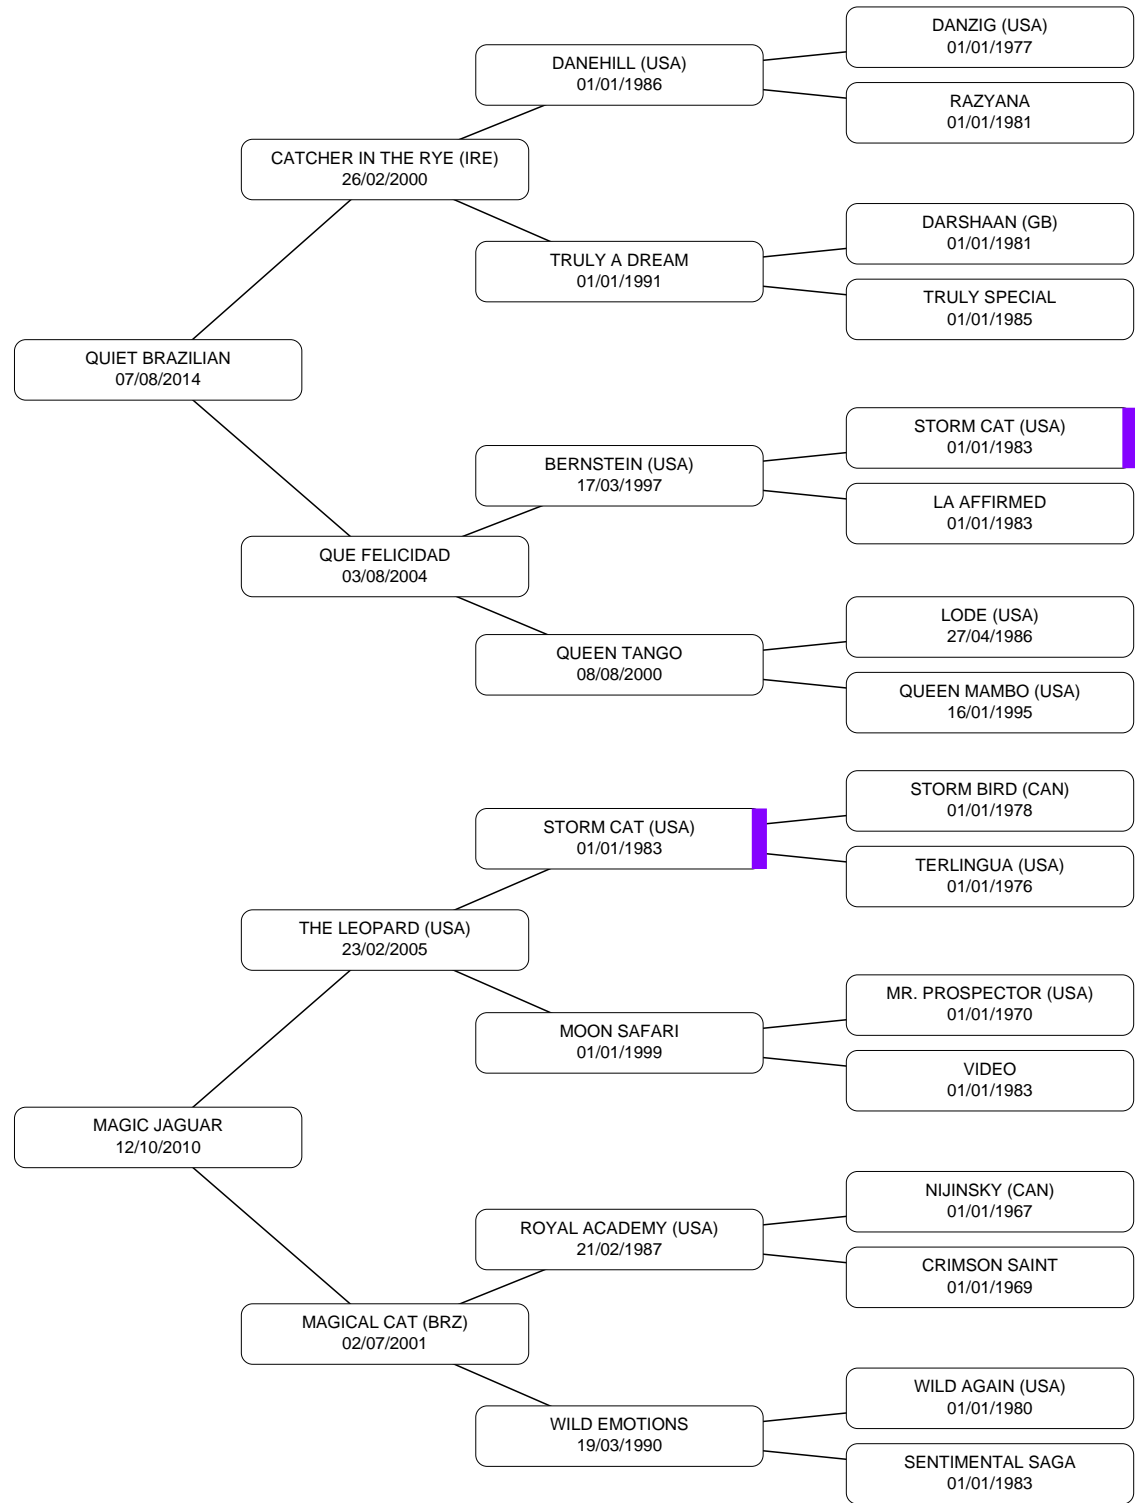 DANZIG (USA)
01/01/1977
DANEHILL (USA)
01/01/1986
RAZYANA
01/01/1981
CATCHER IN THE RYE (IRE)
26/02/2000
DARSHAAN (GB)
01/01/1981
TRULY A DREAM
01/01/1991
TRULY SPECIAL
01/01/1985
QUIET BRAZILIAN
07/08/2014
STORM CAT (USA)
01/01/1983
BERNSTEIN (USA)
17/03/1997
LA AFFIRMED
01/01/1983
QUE FELICIDAD
03/08/2004
LODE (USA)
27/04/1986
QUEEN TANGO
08/08/2000
QUEEN MAMBO (USA)
16/01/1995
STORM BIRD (CAN)
01/01/1978
STORM CAT (USA)
01/01/1983
TERLINGUA (USA)
01/01/1976
THE LEOPARD (USA)
23/02/2005
MR. PROSPECTOR (USA)
01/01/1970
MOON SAFARI
01/01/1999
VIDEO
01/01/1983
MAGIC JAGUAR
12/10/2010
NIJINSKY (CAN)
01/01/1967
ROYAL ACADEMY (USA)
21/02/1987
CRIMSON SAINT
01/01/1969
MAGICAL CAT (BRZ)
02/07/2001
WILD AGAIN (USA)
01/01/1980
WILD EMOTIONS
19/03/1990
SENTIMENTAL SAGA
01/01/1983